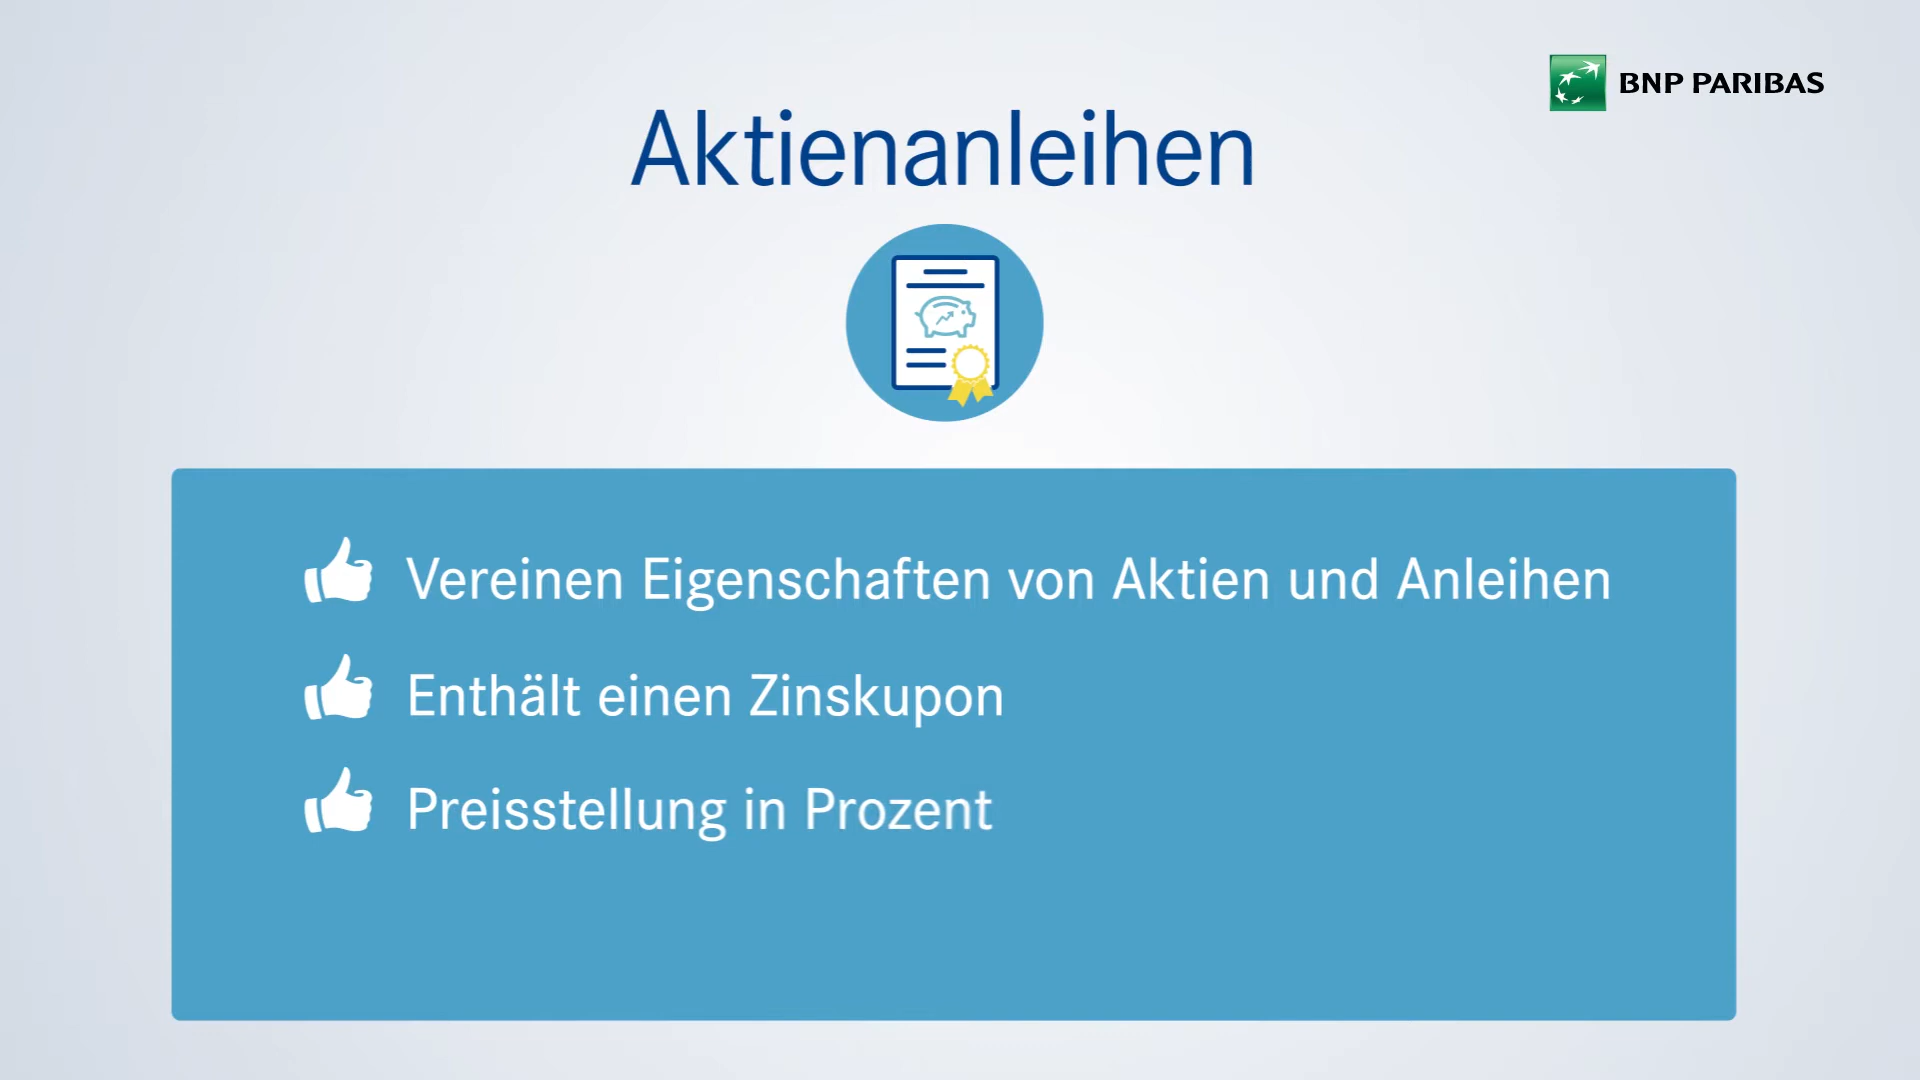 BNP PARIBAS
Aktienanleihen
Vereinen Eigenschaften von Aktien und Anleihen
Enthält einen Zinskupon
Preisstellung in Prozent